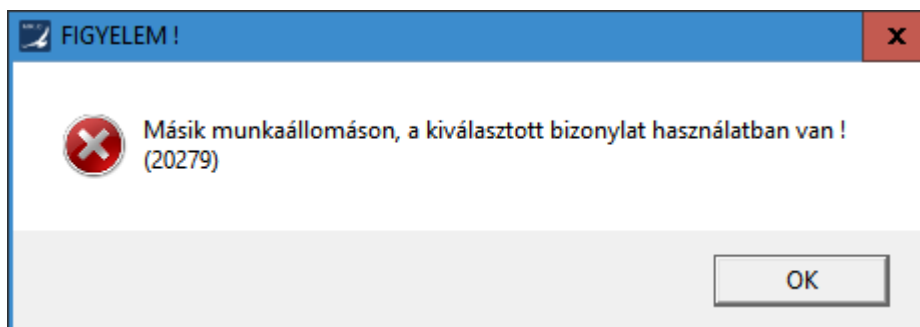 FIGYELEM !
Másik munkaállomáson, a kiválasztott bizonylat használatban van !
(20279)
OK